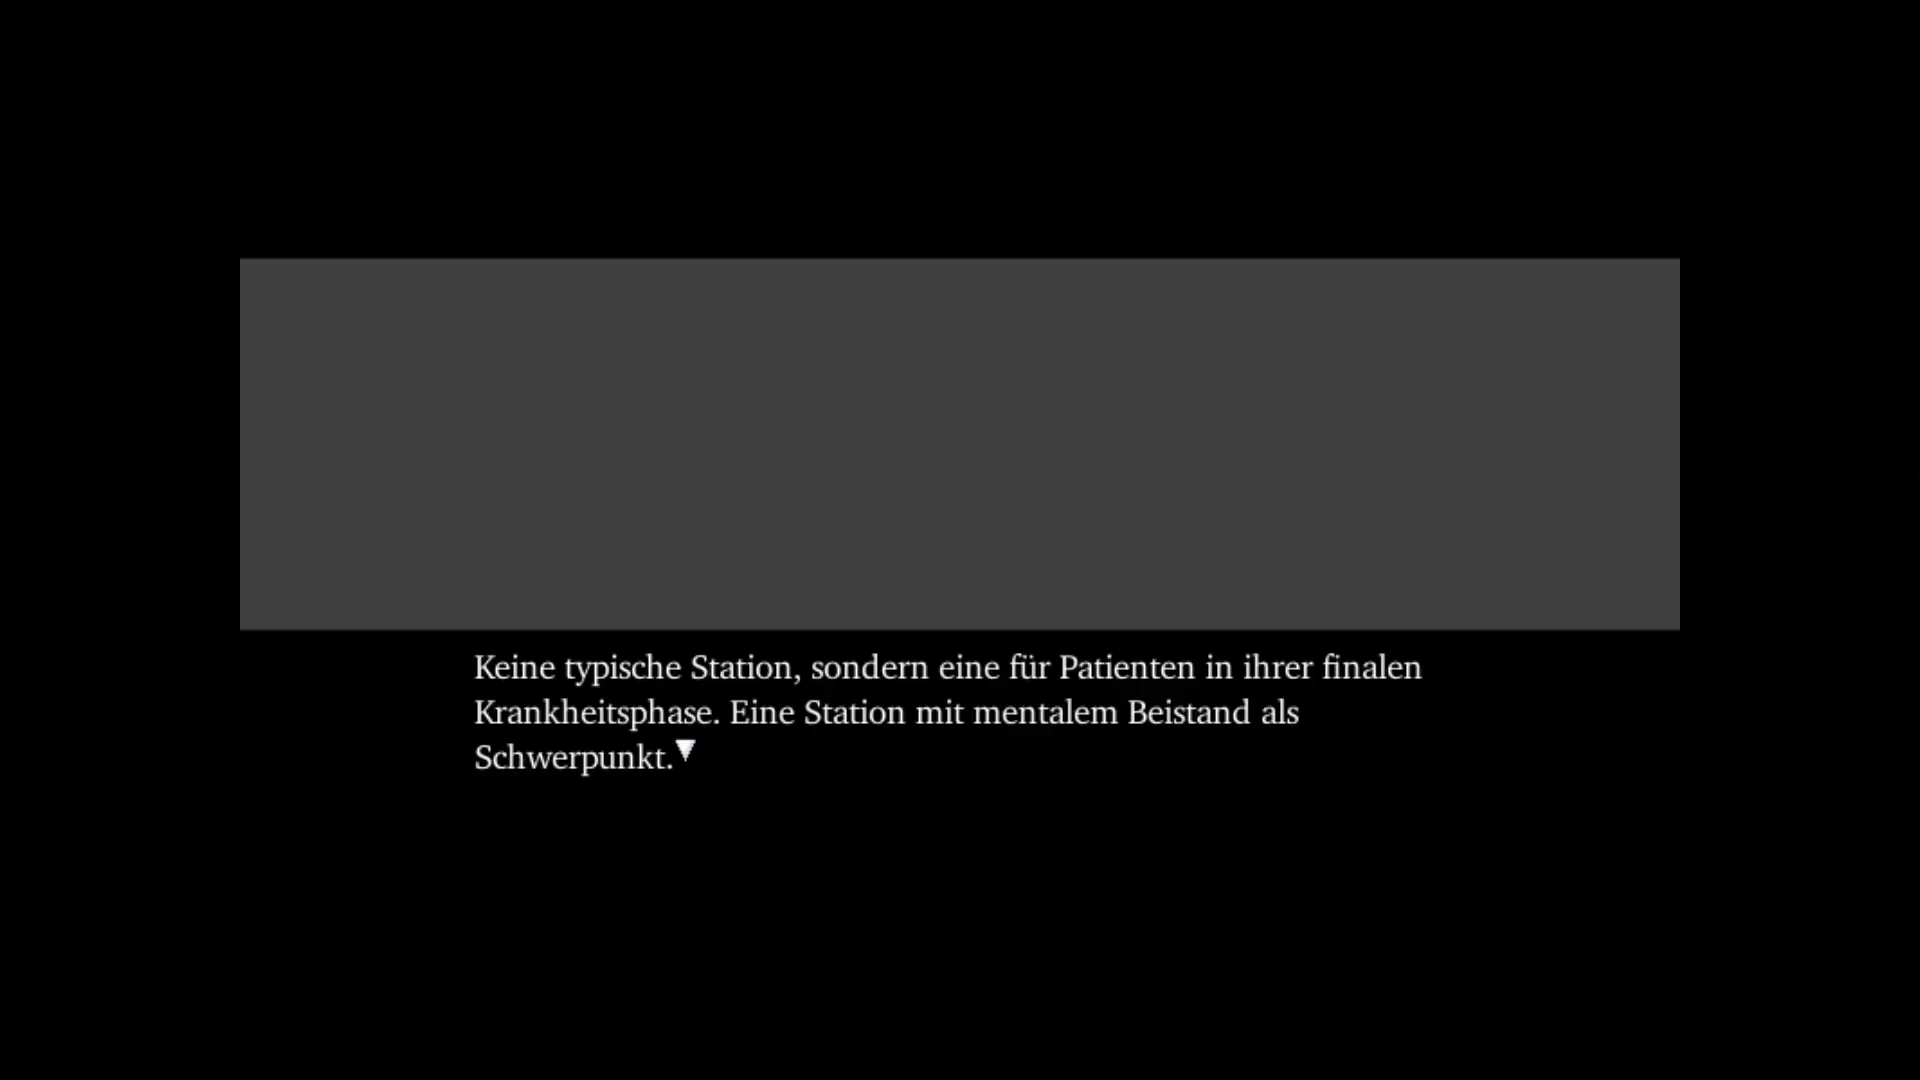 Keine typische Station, sondern eine für Patienten in ihrer finalen
Krankheitsphase. Eine Station mit mentalem Beistand als
Schwerpunkt.